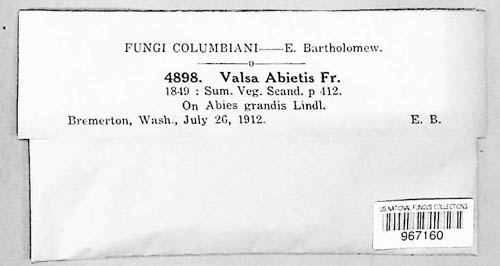 FUNGI COLUMBIANI——E. Bartholomew.
4898. Valsa Abietis Fr.
1849 : Sum. Veg. Scand. p 412.
On Abies grandis Lindl.
Bremerton, Wash., July 26, 1912. E. B.
US NATIONAL FUNGUS COLLECTIONS
967160